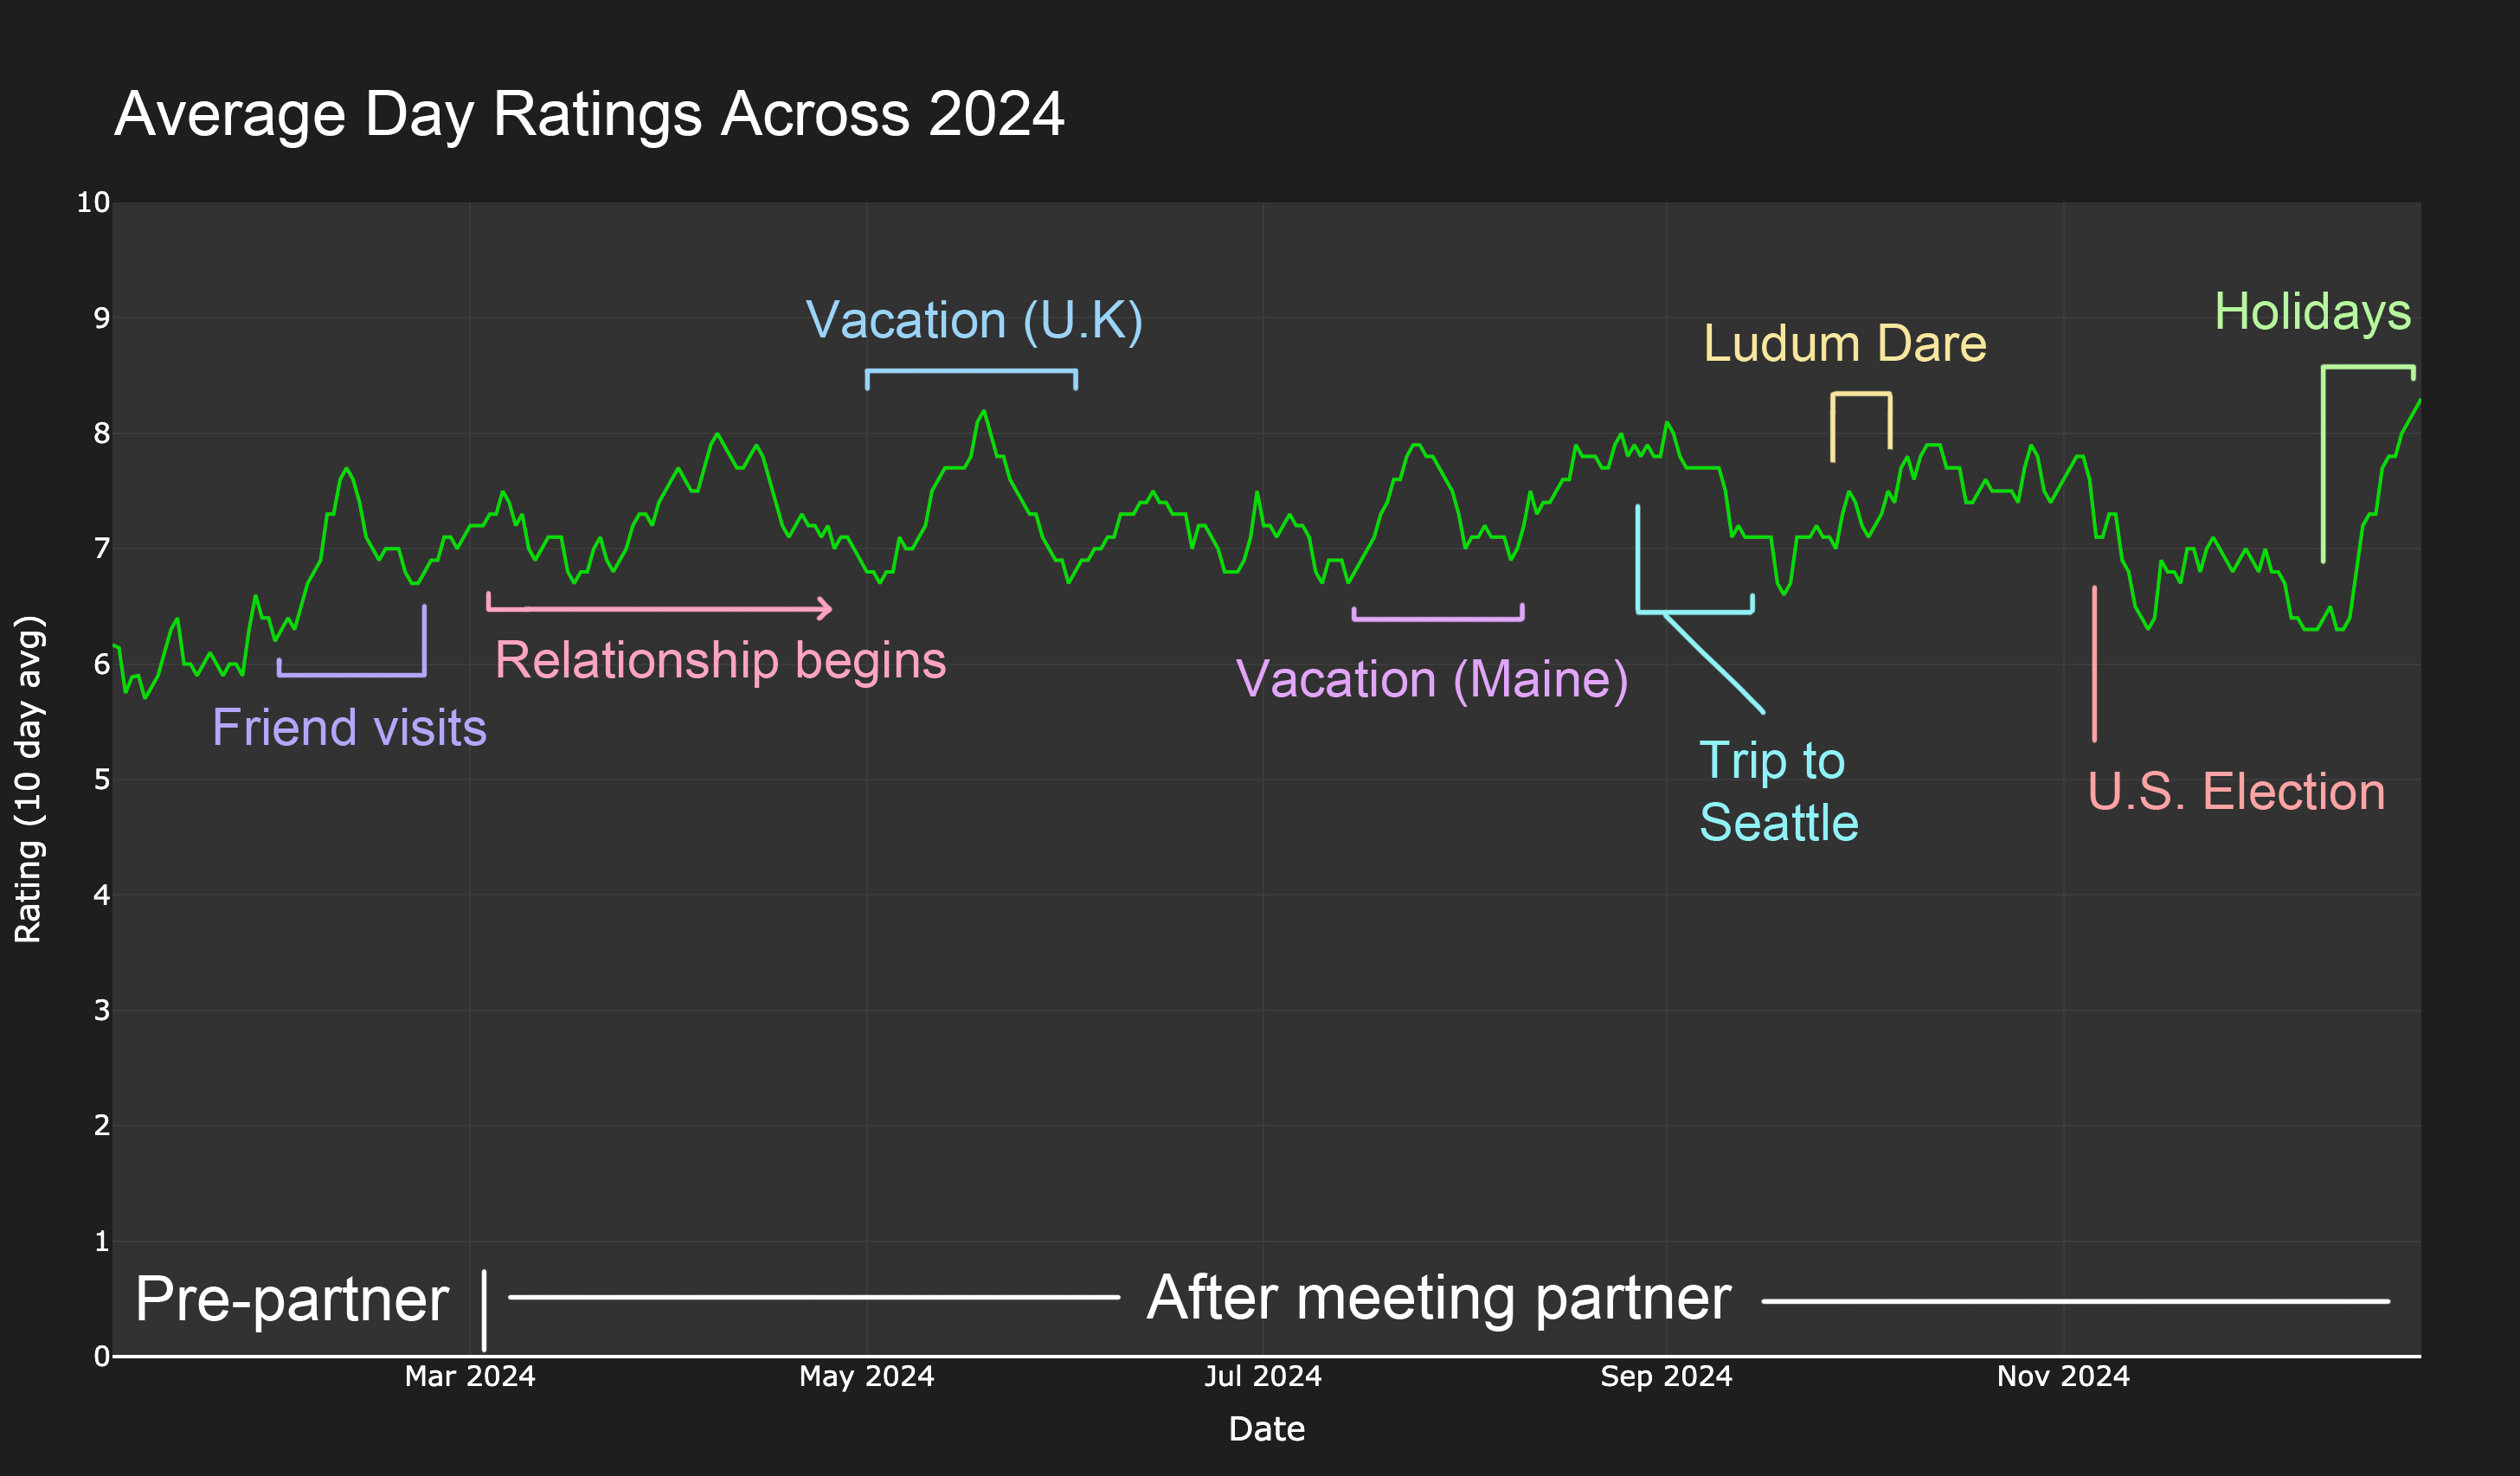 Average Day Ratings Across 2024
10
9
8
7
6
5
4
3
2
1
0
Rating (10 day avg)
Vacation (U.K)
Ludum Dare
Holidays
Friend visits
Relationship begins
Vacation (Maine)
Trip to
Seattle
U.S. Election
Pre-partner
After meeting partner
Mar 2024
May 2024
Jul 2024
Sep 2024
Nov 2024
Date